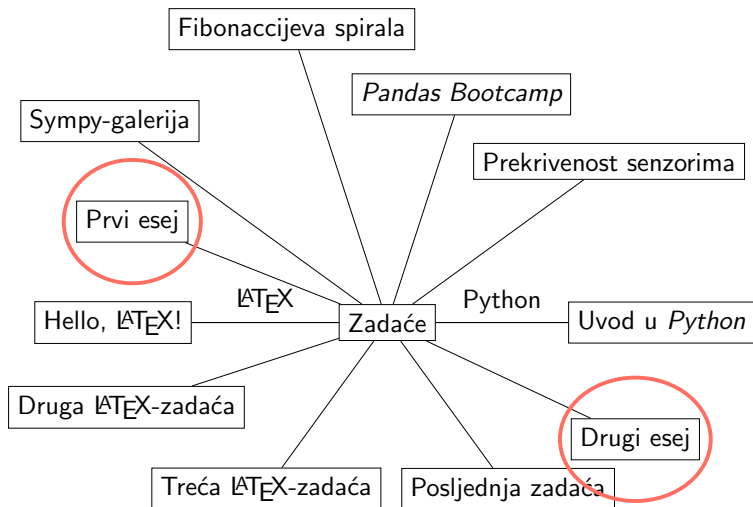 Fibonaccijeva spirala
Pandas Bootcamp
Sympy-galerija
Prekrivenost senzorima
Prvi esej
LATEX
Python
Hello, LATEX!
Zadaće
Uvod u Python
Druga LATEX-zadaća
Drugi esej
Treća LATEX-zadaća
Posljednja zadaća